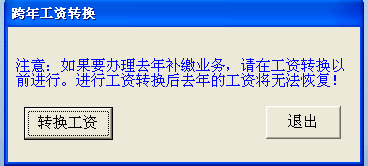 跨年工资转换
注意：如果要办理去年补缴业务，请在工资转换以
前进行。进行工资转换后去年的工资将无法恢复！
转换工资
退出